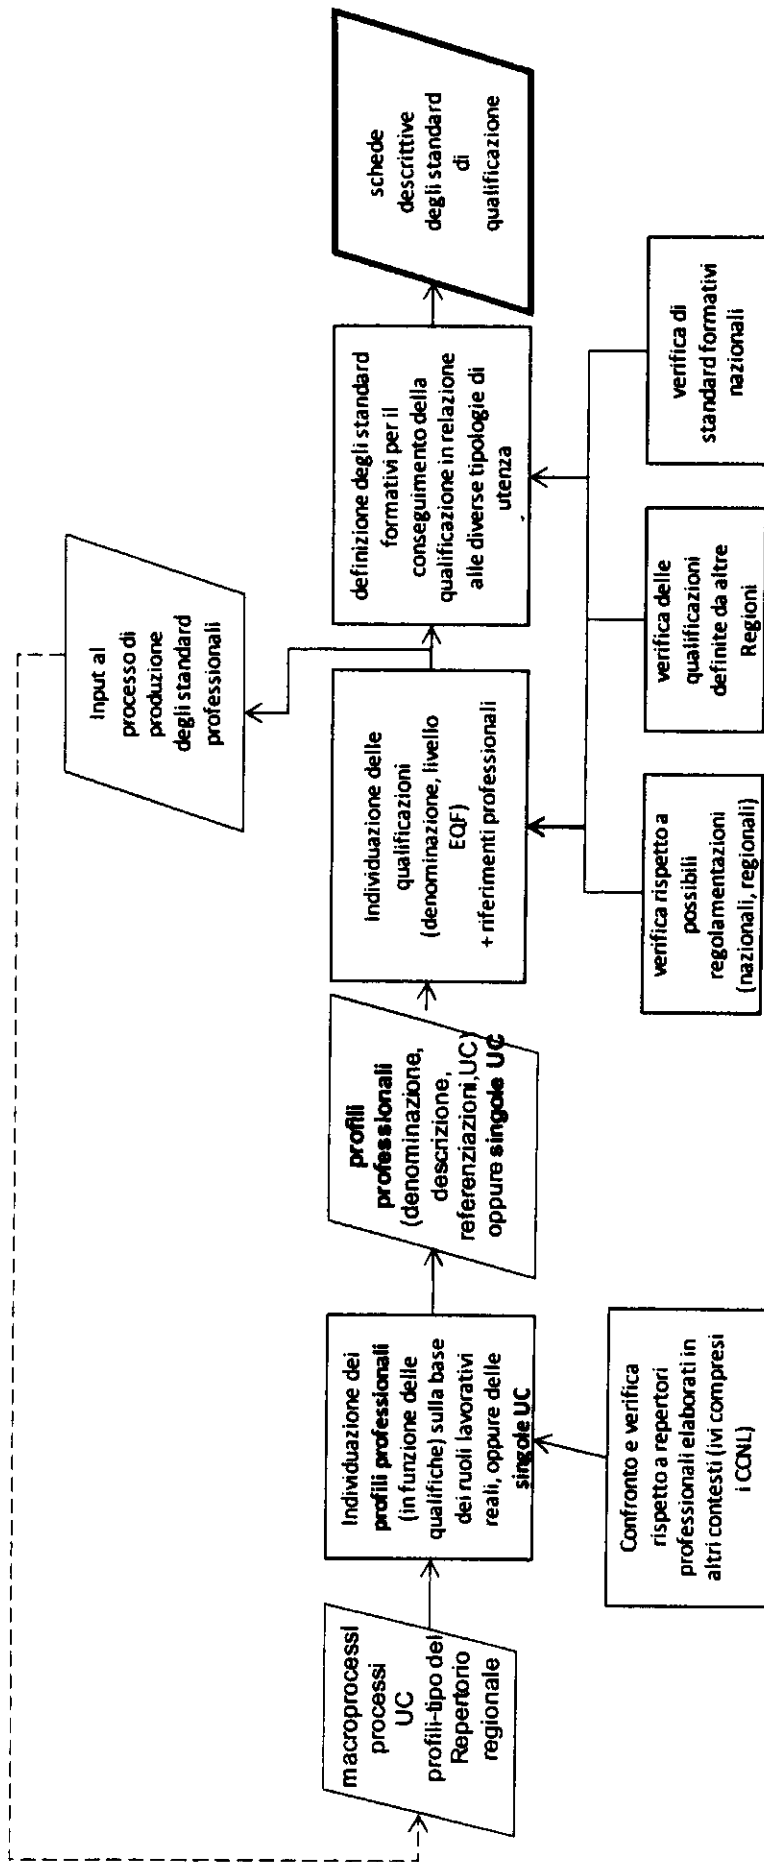 Input al
processo di
produzione
degli standard
professionali
macroprocessi
processi
UC
profili-tipo del
Repertorio
regionale
Individuazione dei
profili professionali
(in funzione delle
qualifiche) sulla base
dei ruoli lavorativi
reali, oppure delle
singole UC
profili
professionali
(denominazione,
descrizione,
referenziazioni,UC)
oppure singole UC
Individuazione delle
qualificazioni
(denominazione, livello
EQF)
+ riferimenti professionali
definizione degli standard
formativi per il
conseguimento della
qualificazione in relazione
alle diverse tipologie di
utenza
schede
descrittive
degli standard
di
qualificazione
Confronto e verifica
rispetto a repertori
professionali elaborati in
altri contesti (ivi compresi
i CCNL)
verifica rispetto a
possibili
regolamentazioni
(nazionali, regionali)
verifica delle
qualificazioni
definite da altre
Regioni
verifica di
standard formativi
nazionali